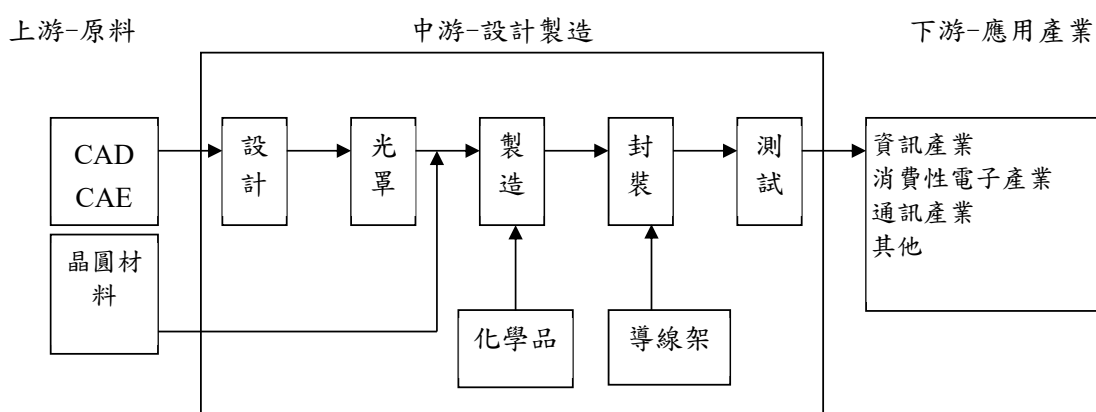 上游-原料
中游-設計製造
下游-應用產業
CAD
CAE
設
計
光
罩
製
造
封
裝
測
試
資訊產業
消費性電子產業
通訊產業
其他
晶圓材
料
化學品
導線架